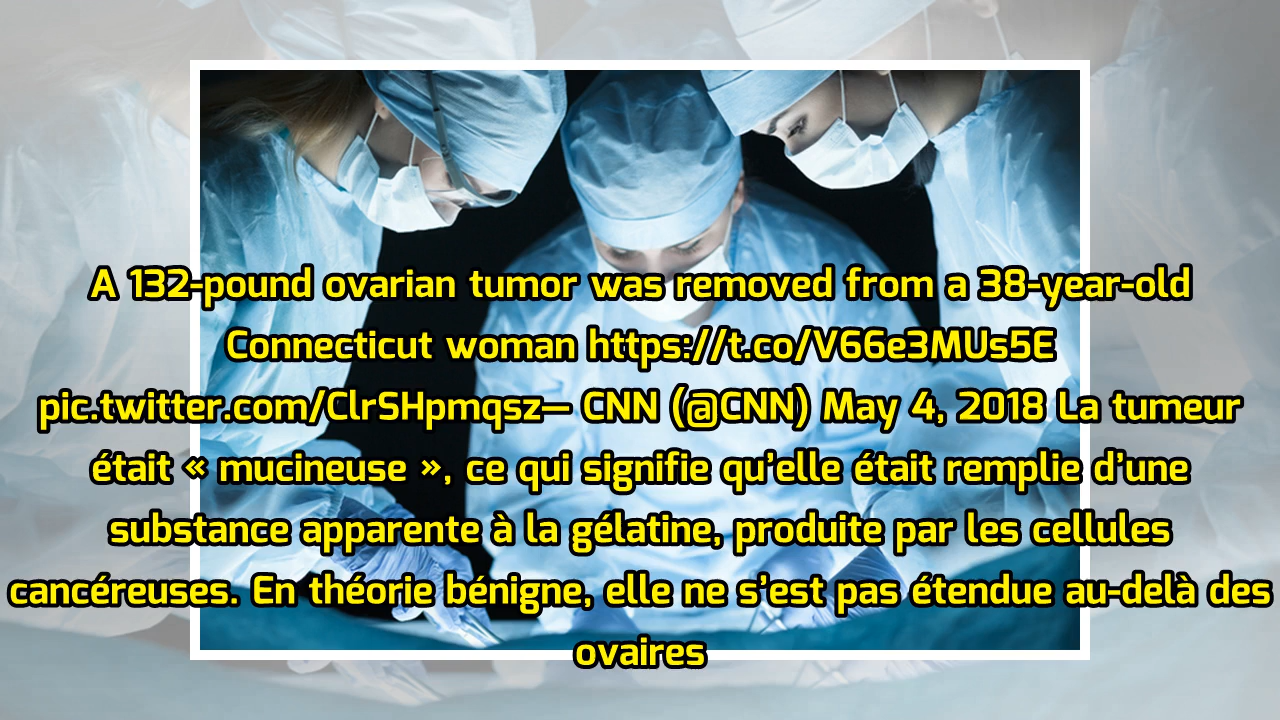 A 132-pound ovarian tumor was removed from a 38-year-old
Connecticut woman https://t.co/V66e3MUs5E
pic.twitter.com/ClrSHpmqsz— CNN (@CNN) May 4, 2018 La tumeur
était « mucineuse », ce qui signifie qu’elle était remplie d’une
substance apparente à la gélatine, produite par les cellules
cancéreuses. En théorie bénigne, elle ne s’est pas étendue au-delà des
ovaires